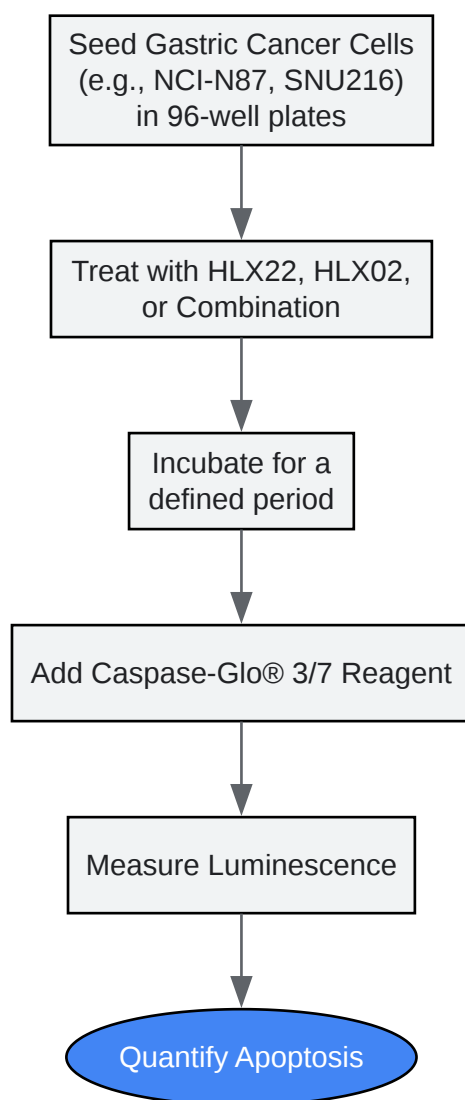 Seed Gastric Cancer Cells
(e.g., NCI-N87, SNU216)
in 96-well plates
Treat with HLX22, HLX02,
or Combination
Incubate for a
defined period
Add Caspase-Glo® 3/7 Reagent
Measure Luminescence
Quantify Apoptosis